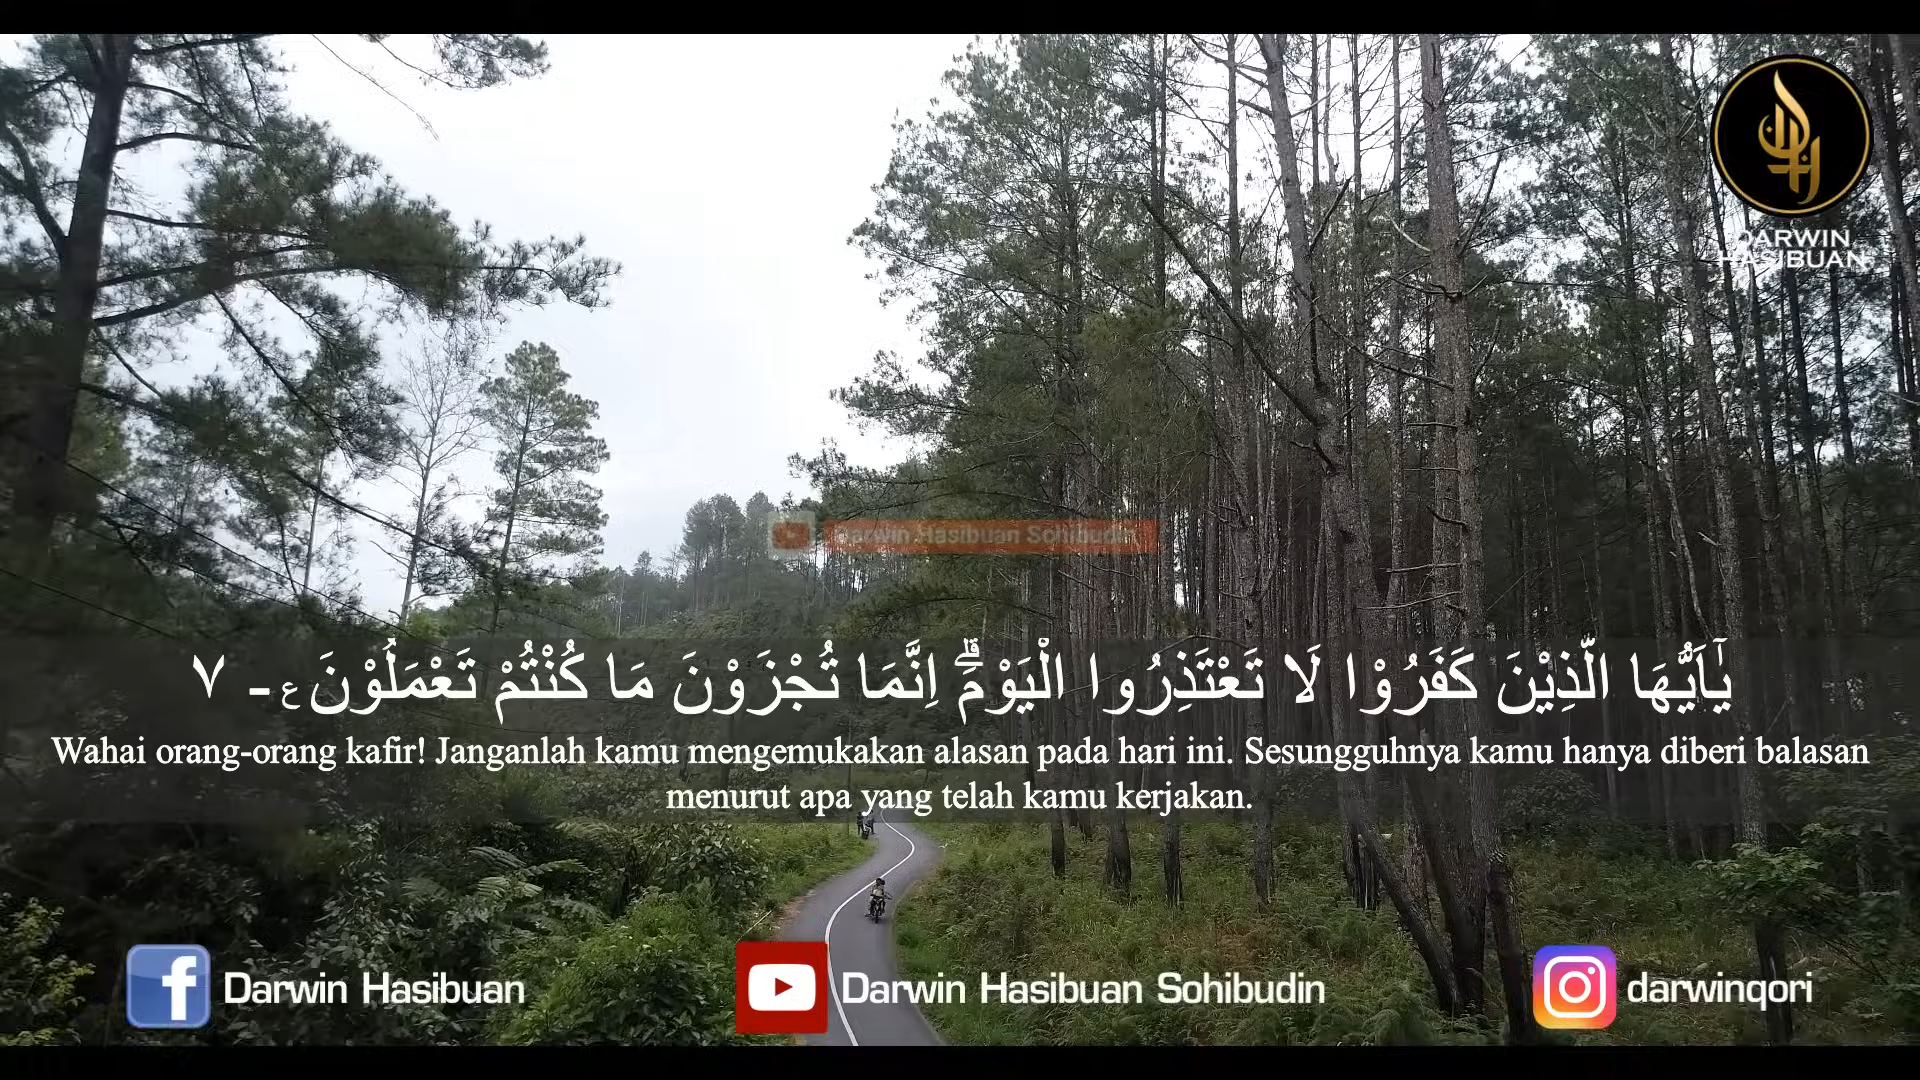 DARWIN
HASIBUAN
Darwin Hasibuan Sohibudin
يٰٓاَيُّهَا الَّذِيْنَ كَفَرُوْا لَا تَعْتَذِرُوا الْيَوْمَۗ اِنَّمَا تُجْزَوْنَ مَا كُنْتُمْ تَعْمَلُوْنَ ࣖ - ٧
Wahai orang-orang kafir! Janganlah kamu mengemukakan alasan pada hari ini. Sesungguhnya kamu hanya diberi balasan
menurut apa yang telah kamu kerjakan.
Darwin Hasibuan
Darwin Hasibuan Sohibudin
darwinqori